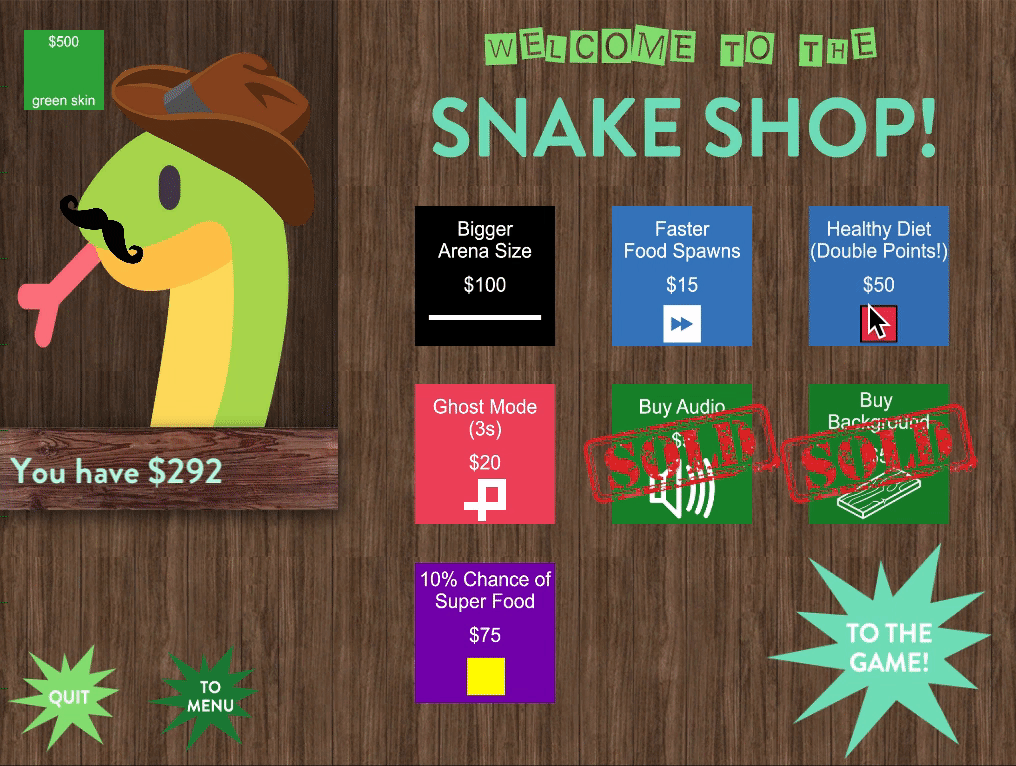 $500
green skin
WELCOME TO THE
SNAKE SHOP!
Bigger
Arena Size
$100
Faster
Food Spawns
$15
Healthy Diet
(Double Points!)
$50
Ghost Mode
(3s)
$20
Buy Audio
SOLD
Buy
Background
SOLD
You have $292
10% Chance of
Super Food
$75
QUIT
TO
MENU
TO THE
GAME!